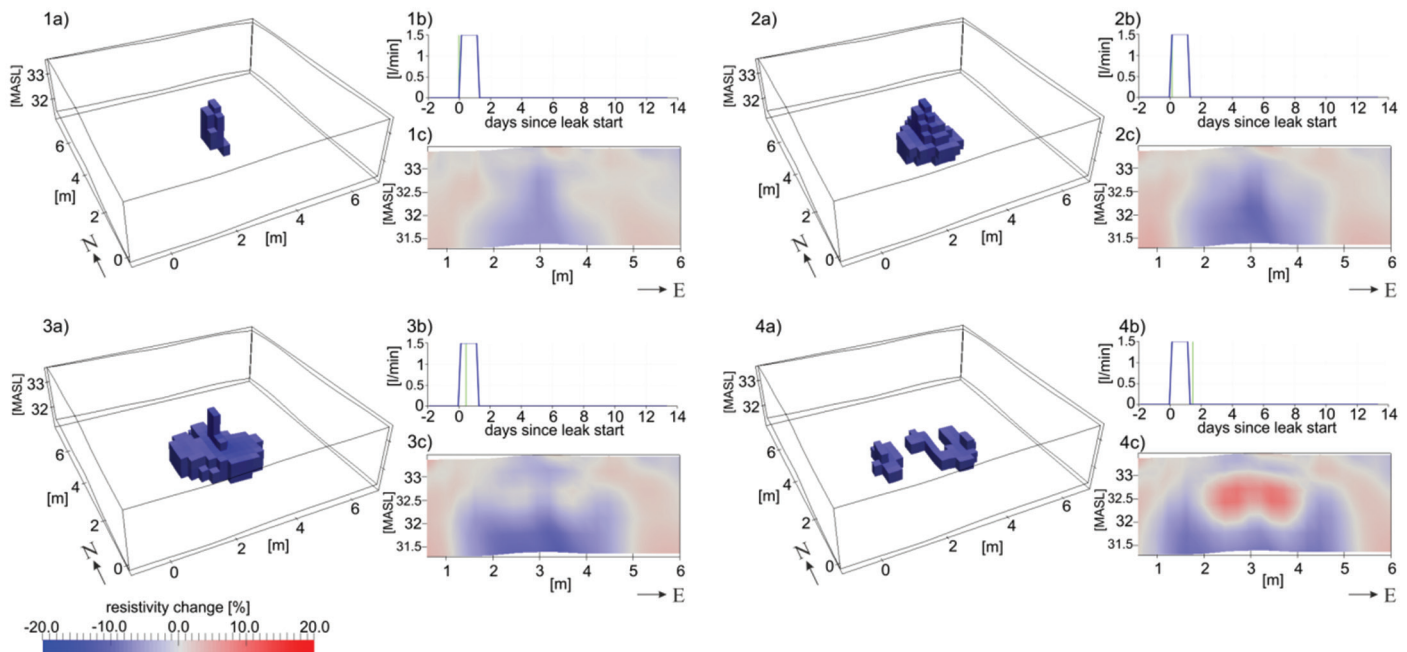 1a)
[MASL]
33
32
6
4
[m]
2
N
0
0
2
[m]
4
6
1b)
[l/min]
1.5
1
0.5
0
-2 0 2 4 6 8 10 12 14
days since leak start
1c)
[MASL]
33
32.5
32
31.5
1 2 3 4 5 6
[m]
E
2a)
[MASL]
33
32
6
4
[m]
2
N
0
0
2
[m]
4
6
2b)
[l/min]
1.5
1
0.5
0
-2 0 2 4 6 8 10 12 14
days since leak start
2c)
[MASL]
33
32.5
32
31.5
1 2 3 4 5 6
[m]
E
3a)
[MASL]
33
32
6
4
[m]
2
N
0
0
2
[m]
4
6
3b)
[l/min]
1.5
1
0.5
0
-2 0 2 4 6 8 10 12 14
days since leak start
3c)
[MASL]
33
32.5
32
31.5
1 2 3 4 5 6
[m]
E
4a)
[MASL]
33
32
6
4
[m]
2
N
0
0
2
[m]
4
6
4b)
[l/min]
1.5
1
0.5
0
-2 0 2 4 6 8 10 12 14
days since leak start
4c)
[MASL]
33
32.5
32
31.5
1 2 3 4 5 6
[m]
E
resistivity change [%]
-20.0 -10.0 0.0 10.0 20.0